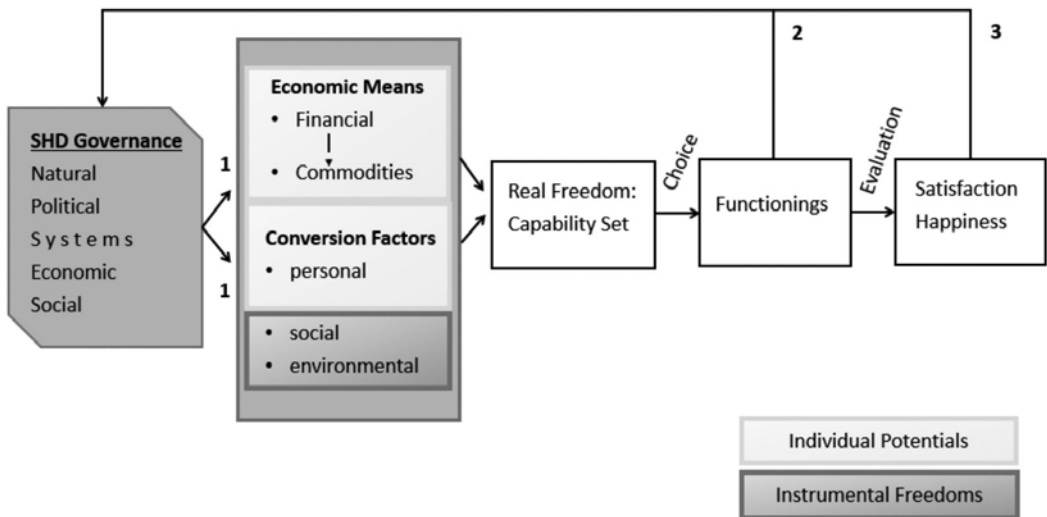 2
3
SHD Governance
Natural
Political
S y s t e m s
Economic
Social
1
1
Economic Means
• Financial
• Commodities
Conversion Factors
• personal
• social
• environmental
Real Freedom:
Capability Set
Choice
Functionings
Evaluation
Satisfaction
Happiness
Individual Potentials
Instrumental Freedoms